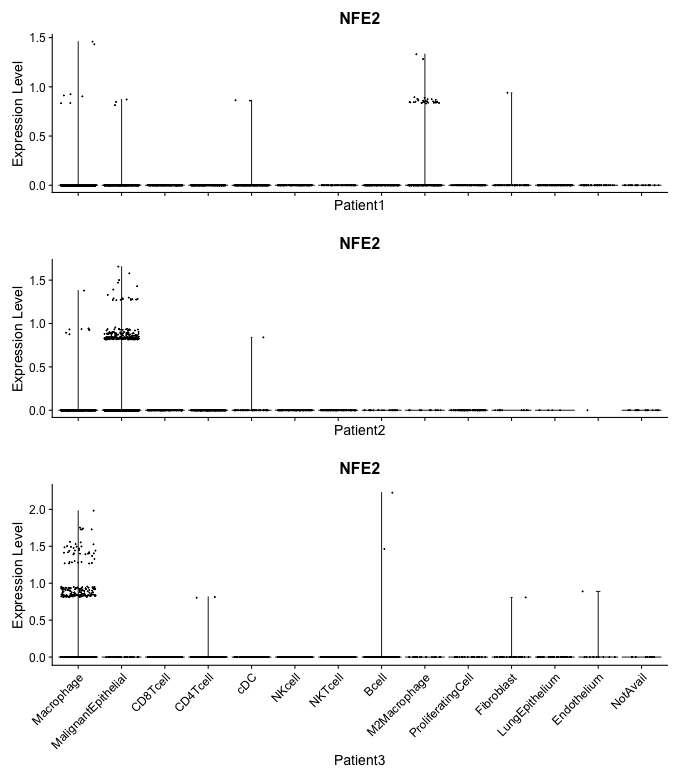 NFE2
Expression Level
1.5
1.0
0.5
0.0
Patient1
NFE2
Expression Level
1.5
1.0
0.5
0.0
Patient2
NFE2
Expression Level
2.0
1.5
1.0
0.5
0.0
Macrophage
MalignantEpithelial
CD8Tcell
CD4Tcell
cDC
NKcell
NKTcell
Bcell
M2Macrophage
ProliferatingCell
Fibroblast
LungEpithelium
Endothelium
NotAvail
Patient3